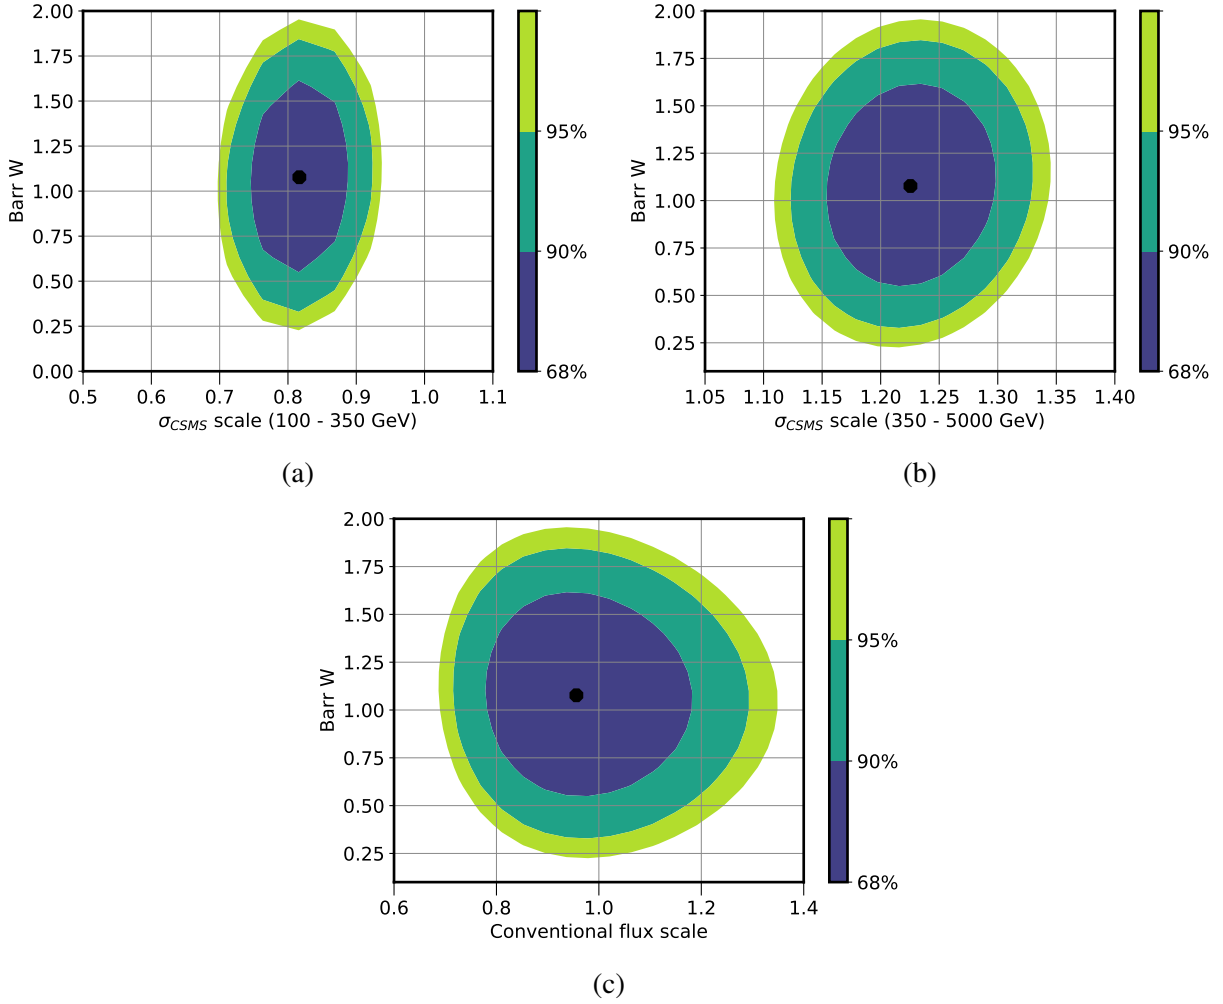 2.00
1.75
1.50
1.25
1.00
0.75
0.50
0.25
0.00
Barr W
0.5 0.6 0.7 0.8 0.9 1.0 1.1
σCSMS scale (100 - 350 GeV)
95%
90%
68%
(a)
2.00
1.75
1.50
1.25
1.00
0.75
0.50
0.25
Barr W
1.05 1.10 1.15 1.20 1.25 1.30 1.35 1.40
σCSMS scale (350 - 5000 GeV)
95%
90%
68%
(b)
2.00
1.75
1.50
1.25
1.00
0.75
0.50
0.25
Barr W
0.6 0.8 1.0 1.2 1.4
Conventional flux scale
95%
90%
68%
(c)